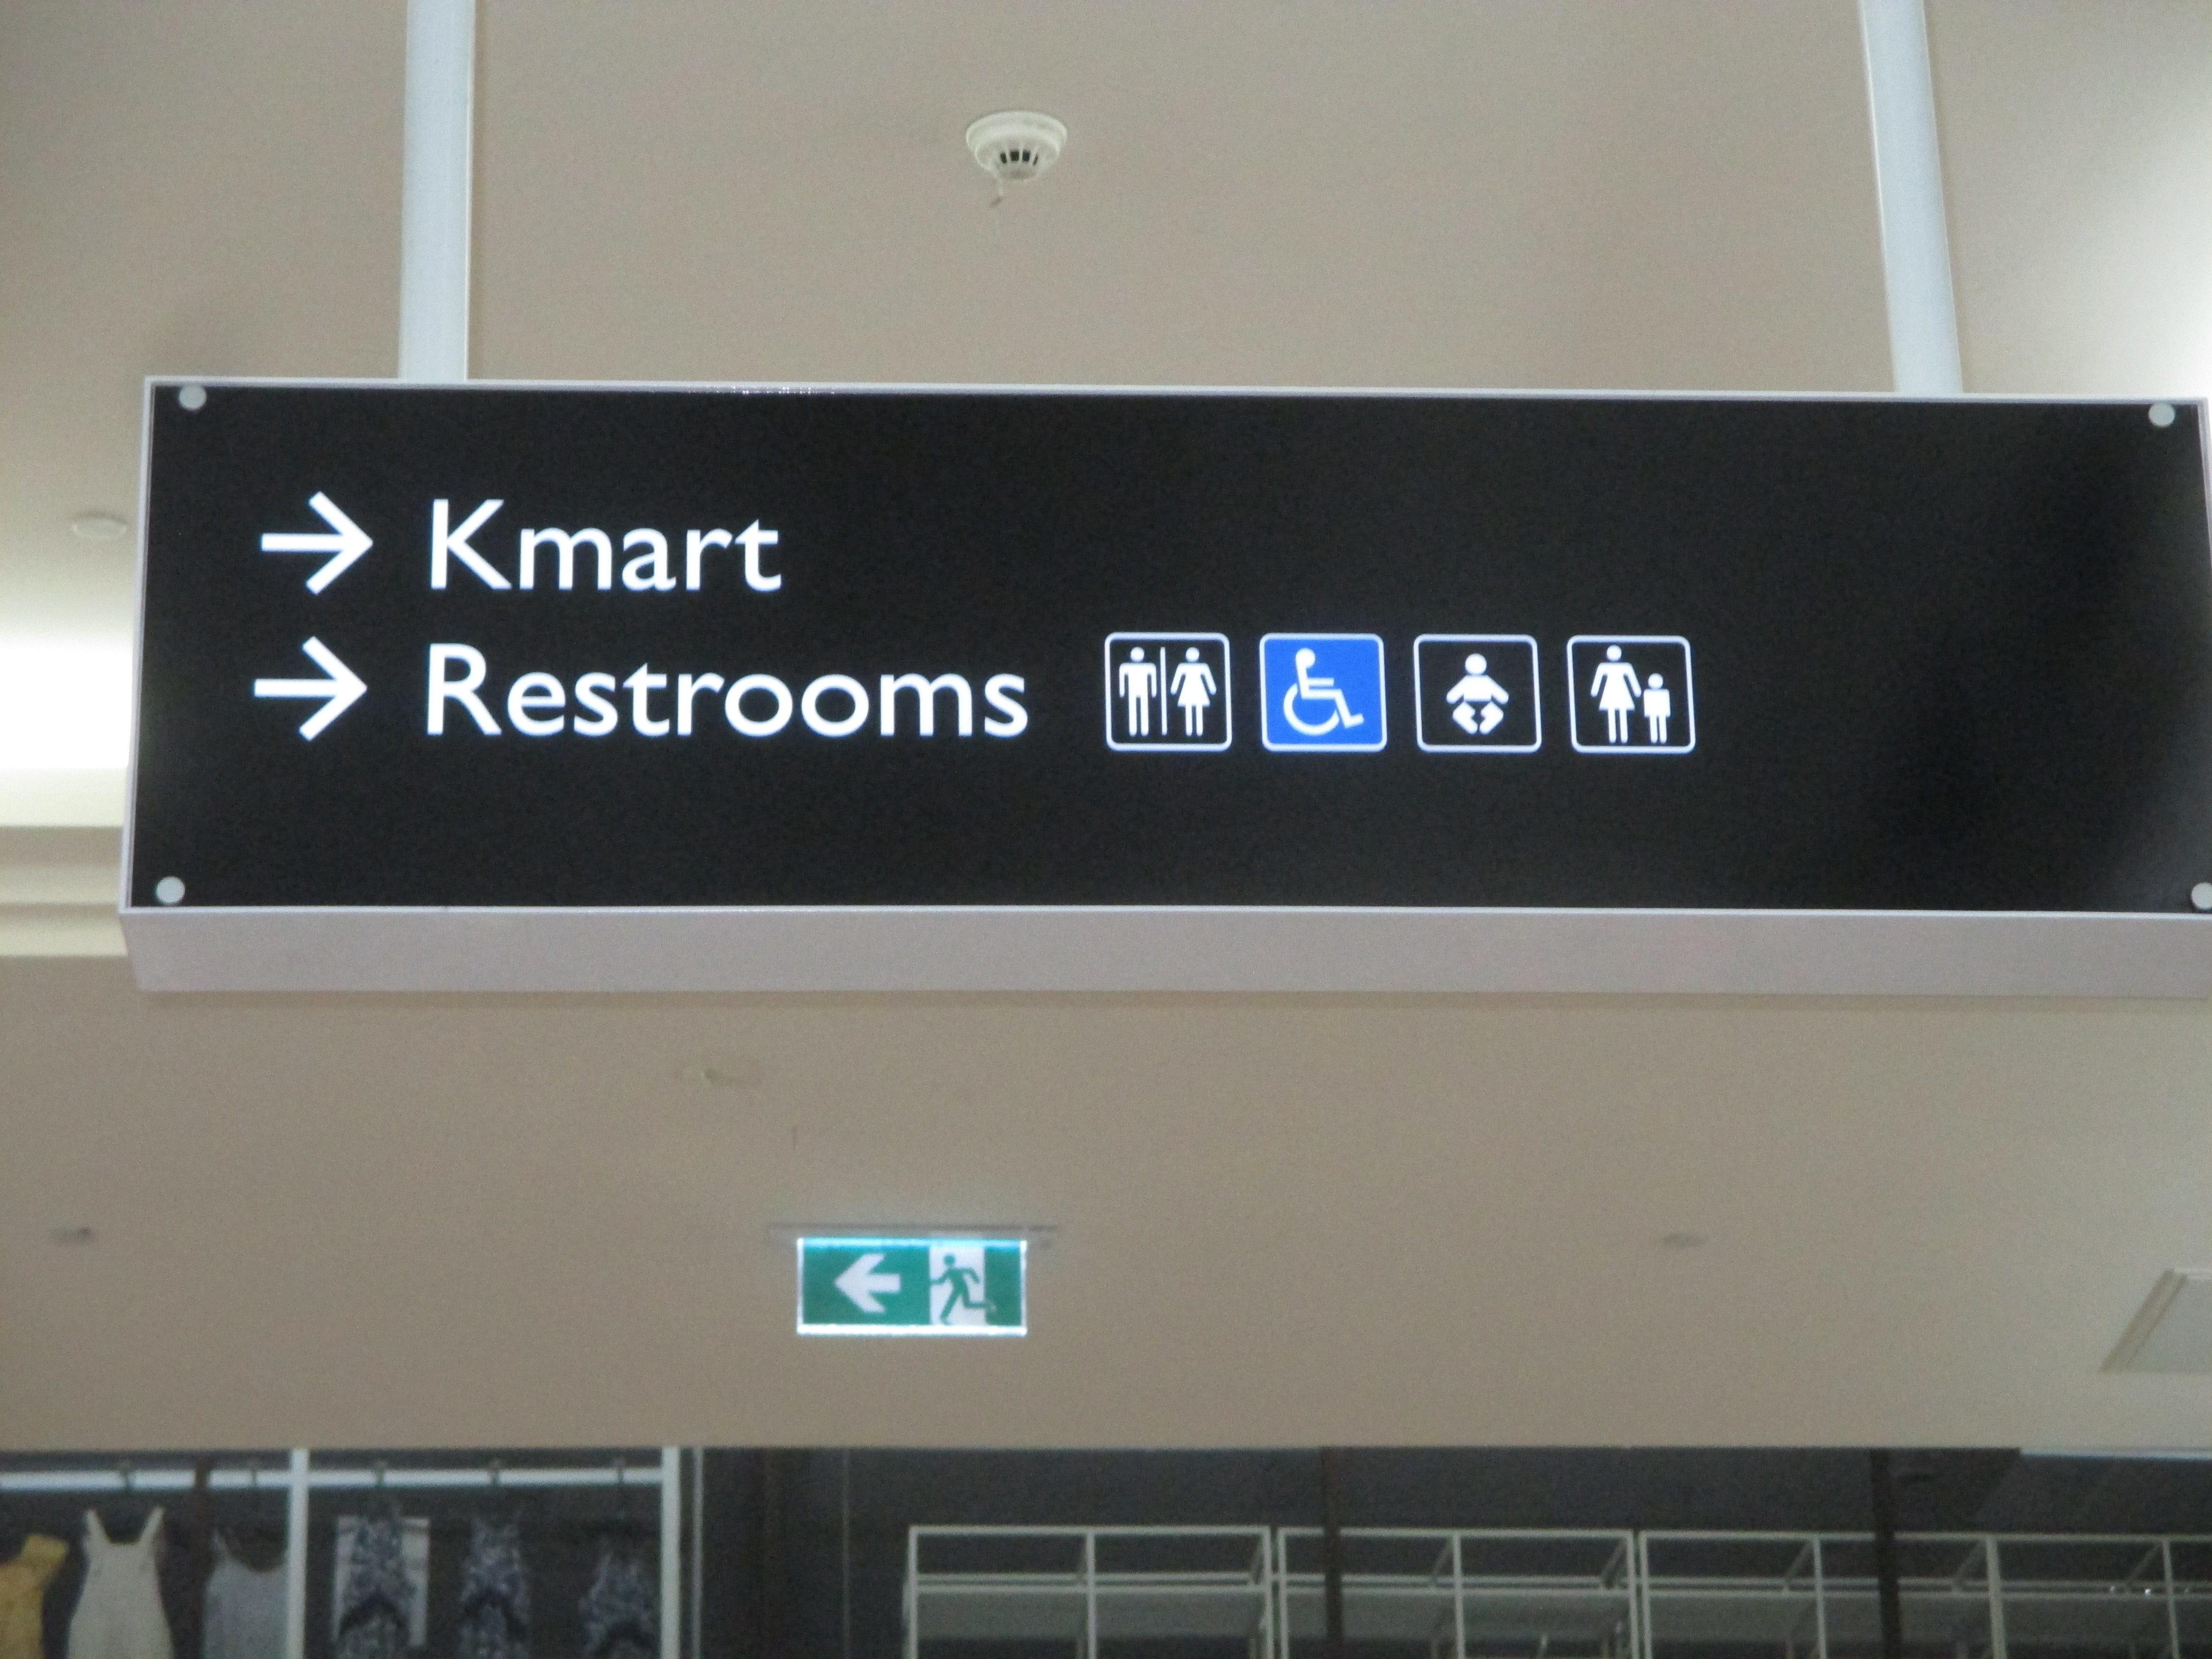 → Kmart
→ Restrooms